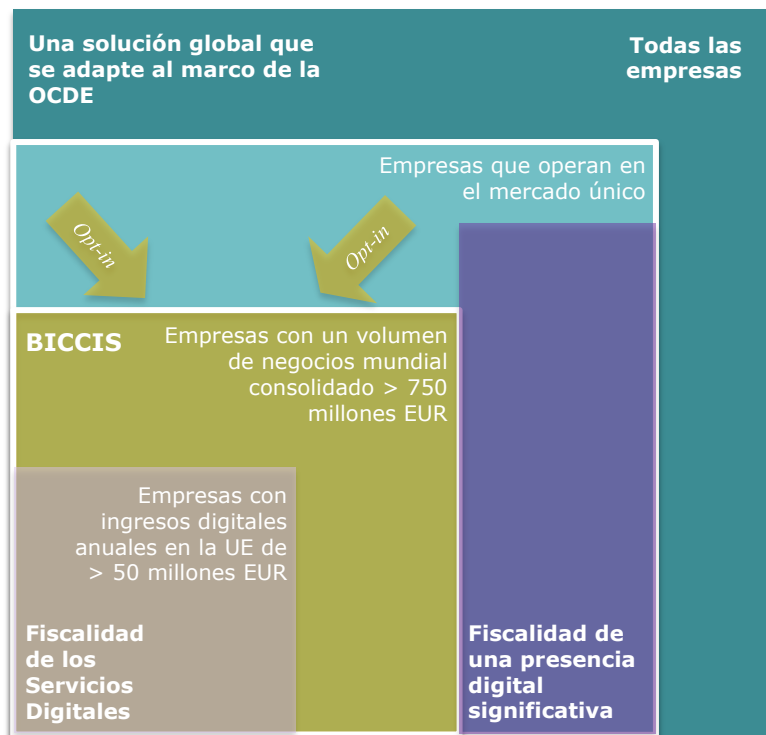 Una solución global que
se adapte al marco de la
OCDE
Todas las
empresas
Empresas que operan en
el mercado único
Opt-in
Opt-in
BICCIS
Empresas con un volumen
de negocios mundial
consolidado > 750
millones EUR
Empresas con
ingresos digitales
anuales en la UE de
> 50 millones EUR
Fiscalidad
de los
Servicios
Digitales
Fiscalidad de
una presencia
digital
significativa